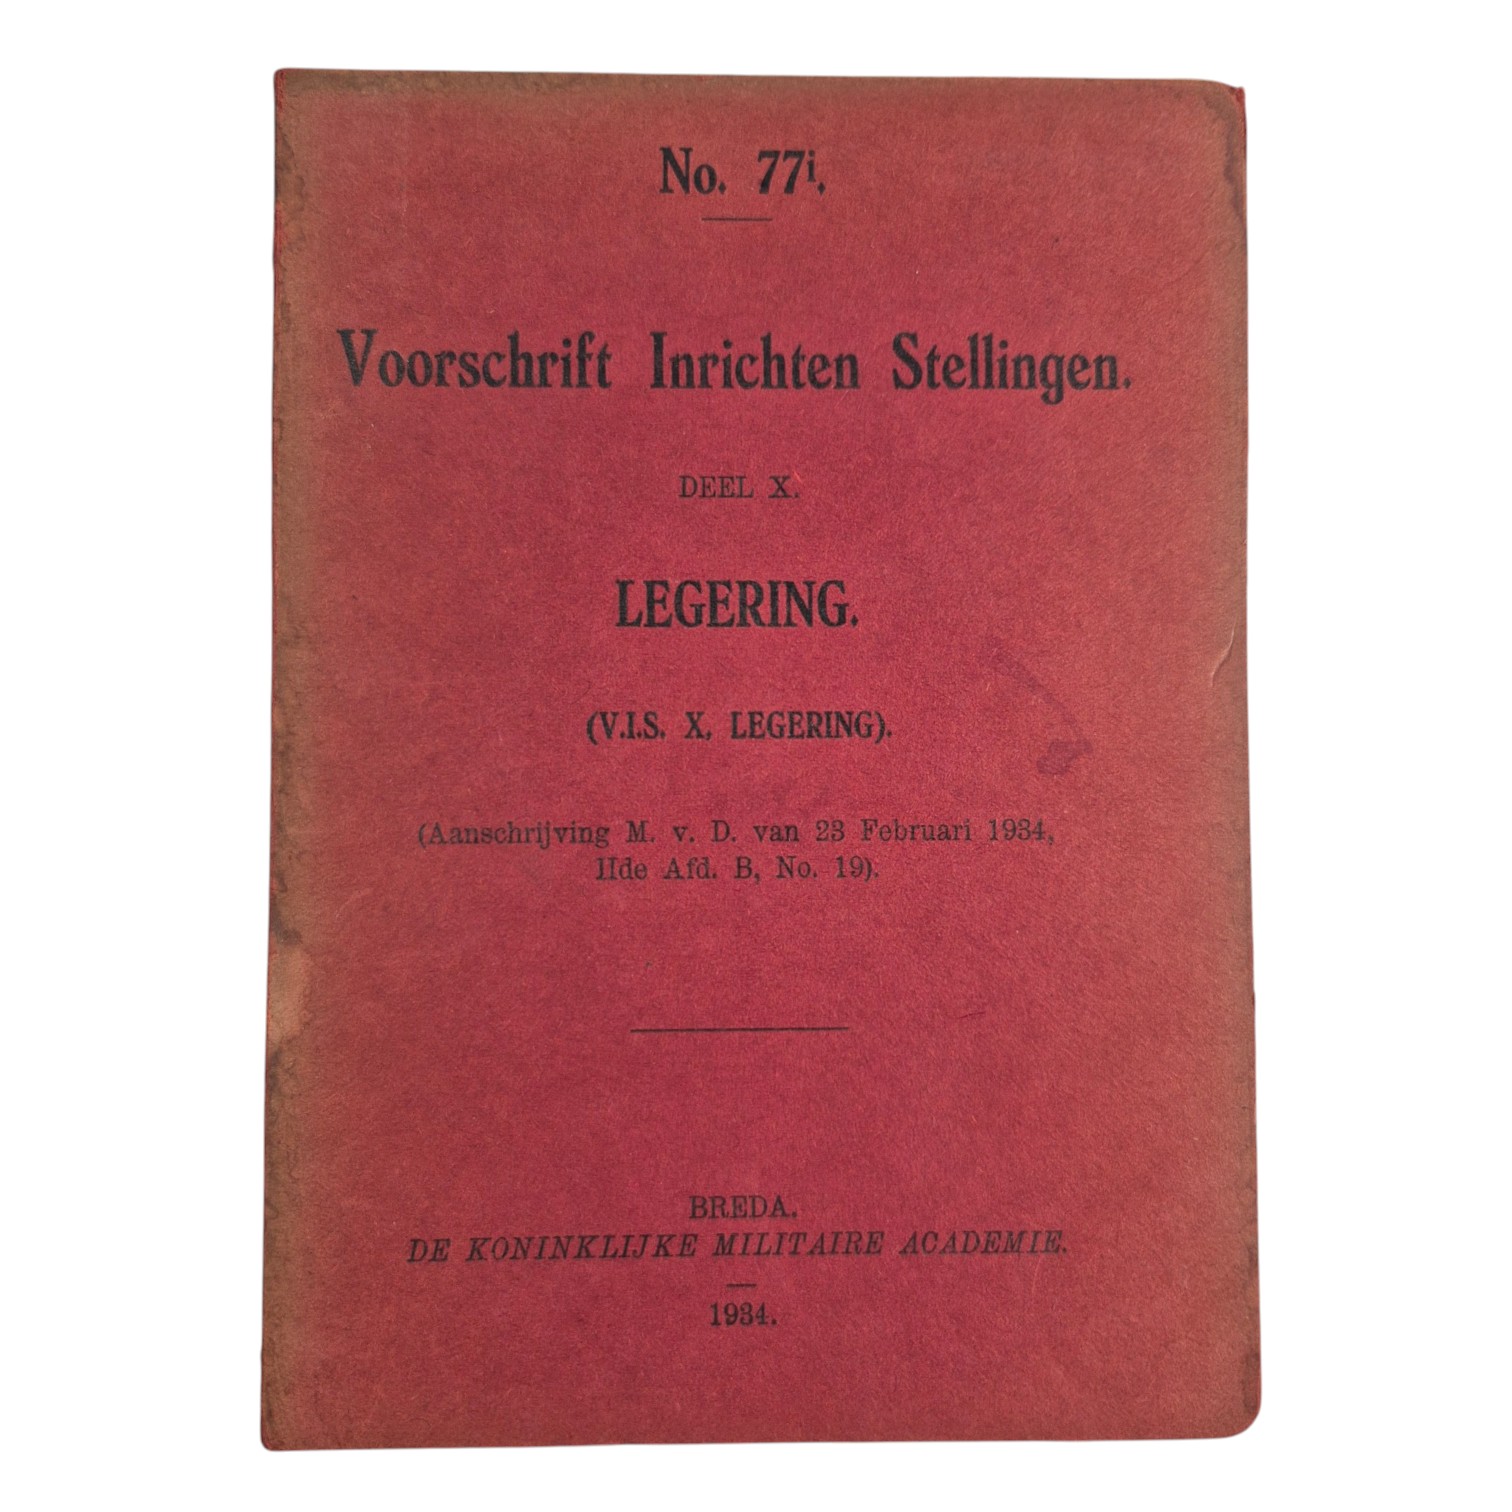 No. 77i.
Voorschrift Inrichten Stellingen.
DEEL X.
LEGERING.
(V.I.S. X, LEGERING).
(Aanschrijving M. v. D. van 23 Februari 1934,
IIde Afd. B, No. 19).
BREDA.
DE KONINKLIJKE MILITAIRE ACADEMIE.
1934.